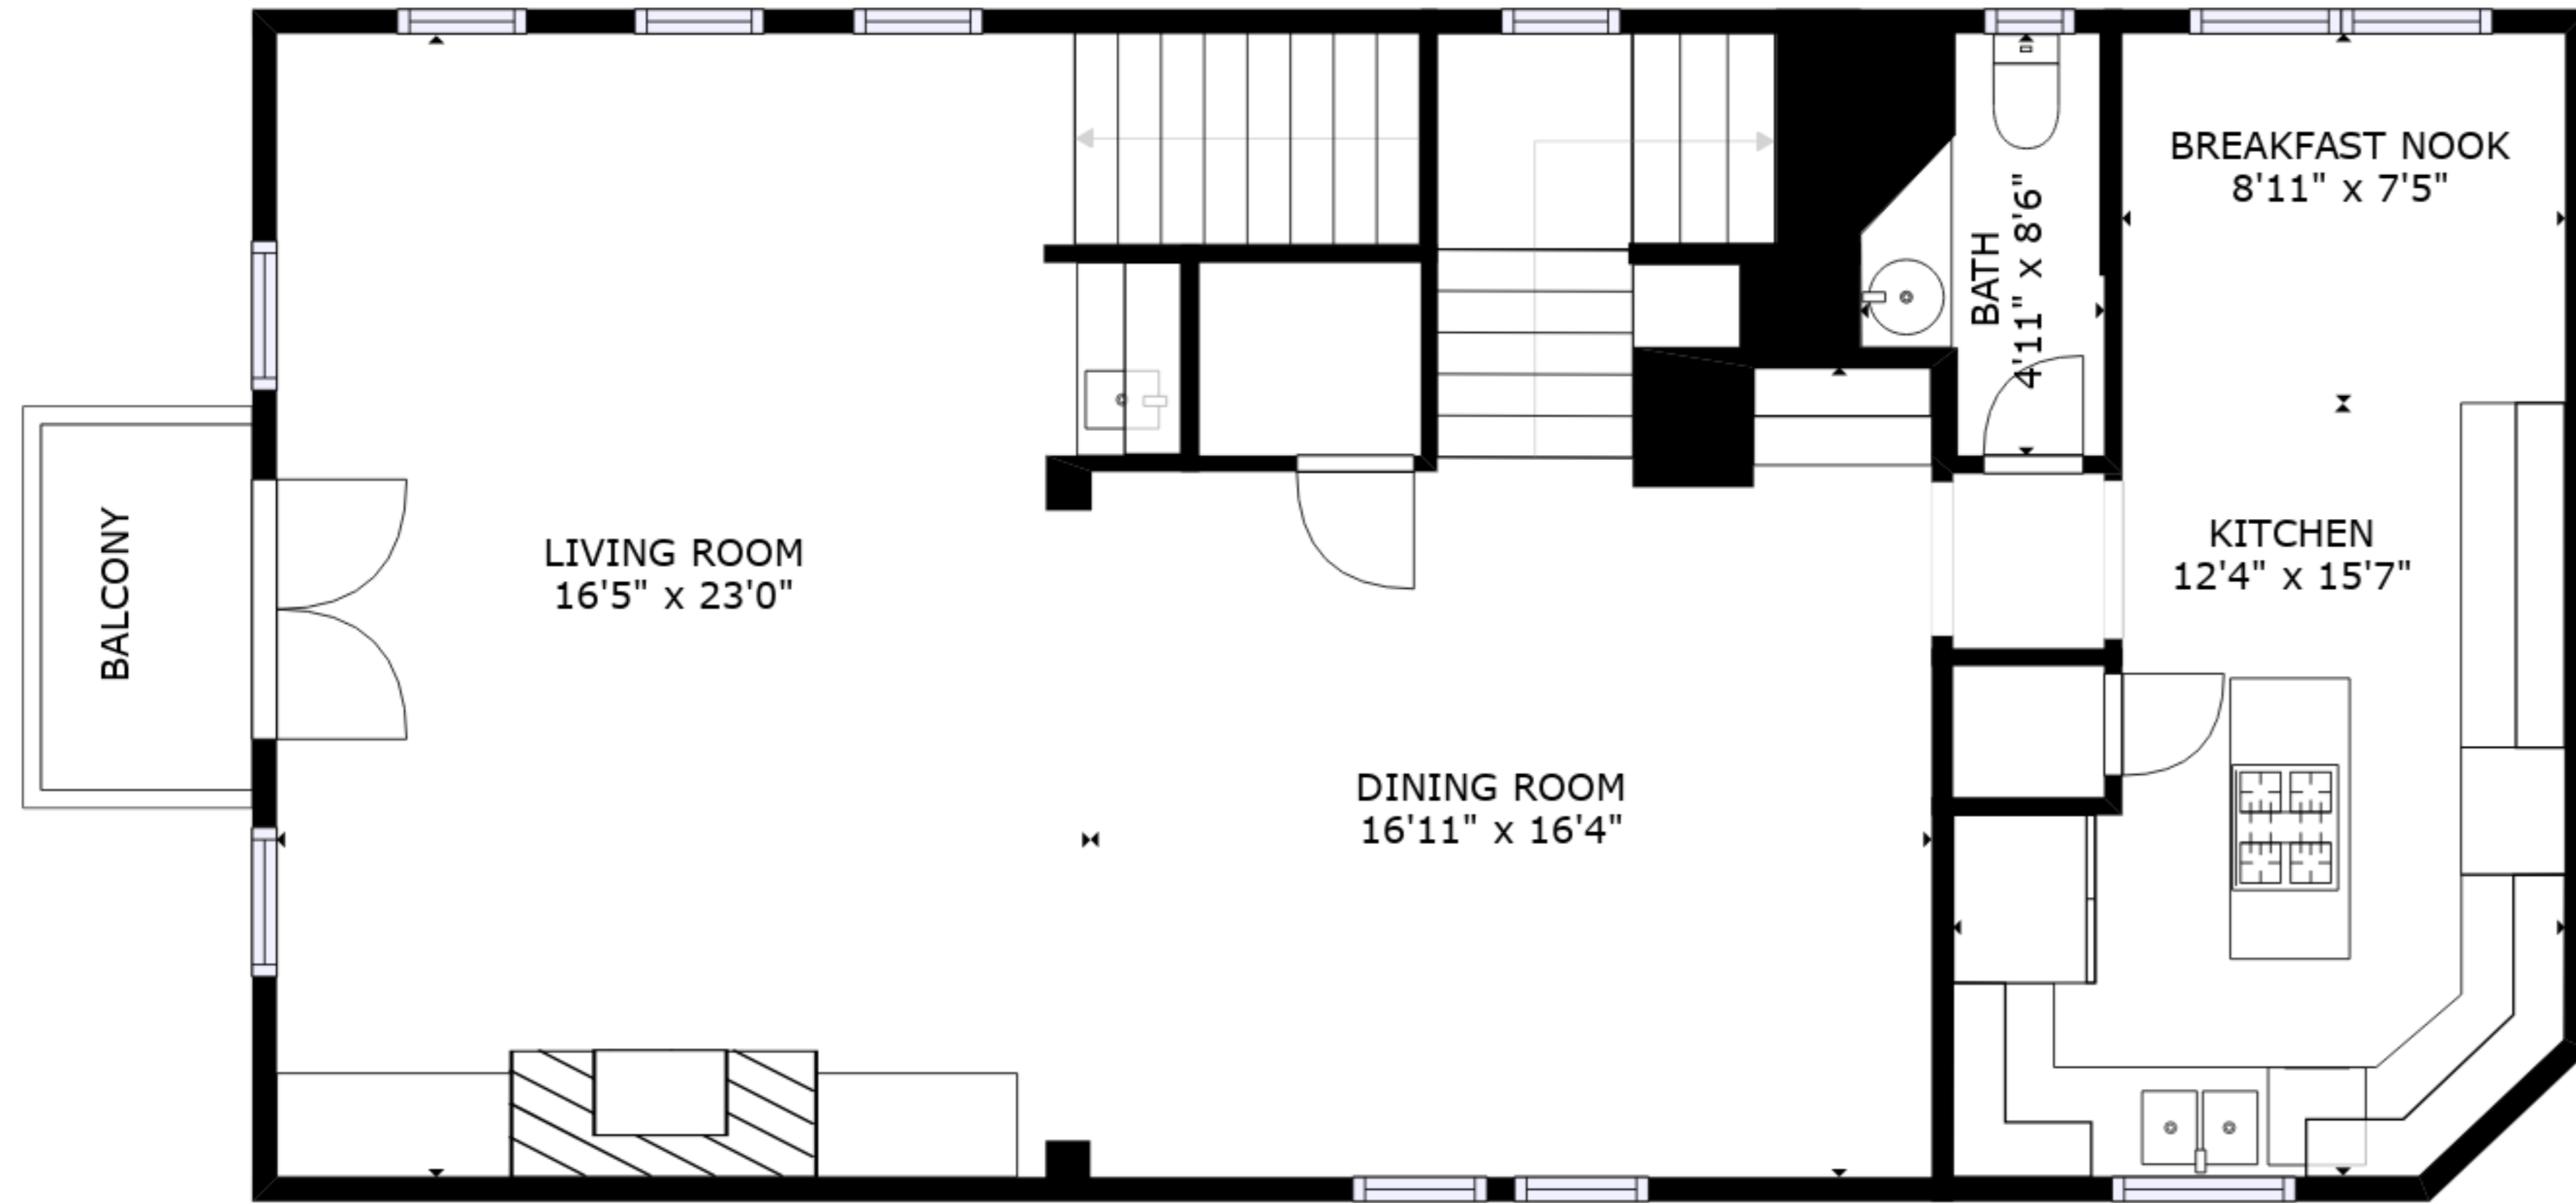 BREAKFAST NOOK
8'11" x 7'5"
BATH
4'11" x 8'6"
BALCONY
LIVING ROOM
16'5" x 23'0"
KITCHEN
12'4" x 15'7"
DINING ROOM
16'11" x 16'4"